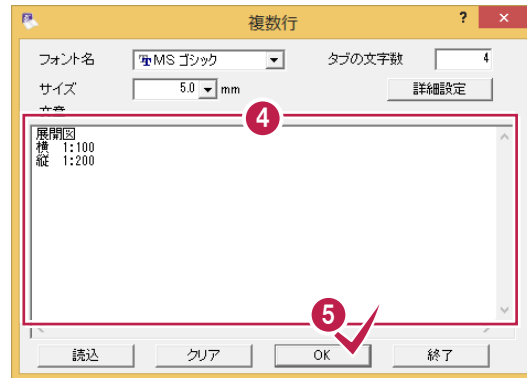 複数行
? ×
フォント名 MS ゴシック タブの文字数 4
サイズ 5.0 mm 詳細設定
文章
4
展開図
横 1:100
縦 1:200
5
読込 クリア OK 終了